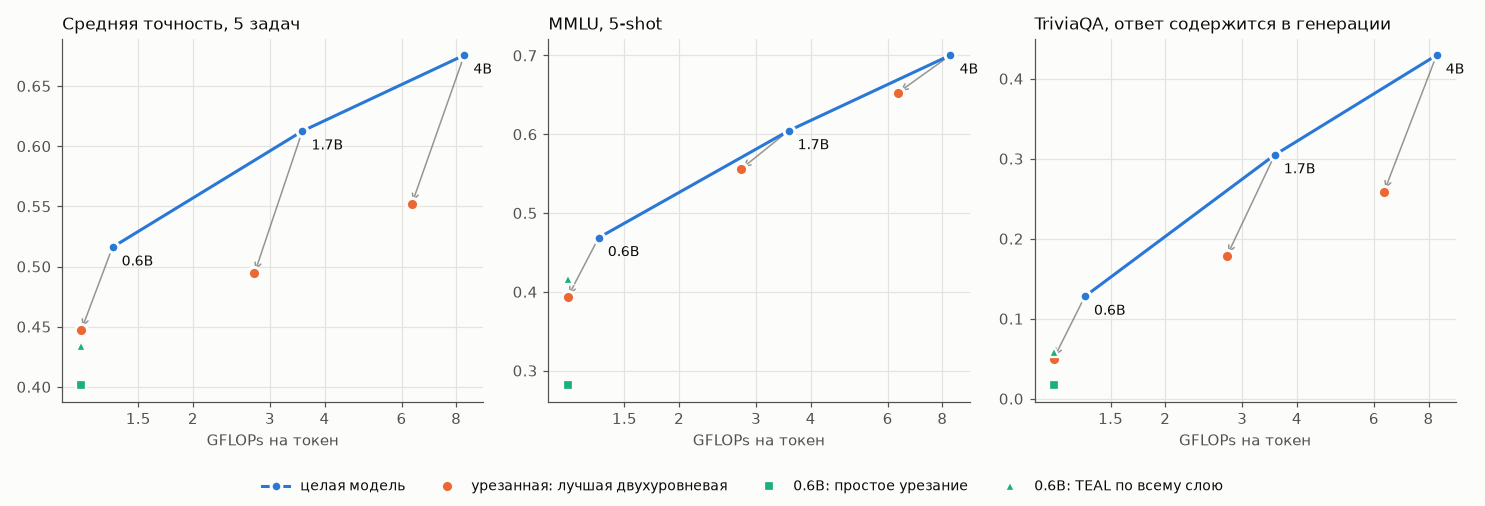 Средняя точность, 5 задач
0.65
0.60
0.55
0.50
0.45
0.40
4B
1.7B
0.6B
1.5 2 3 4 6 8
GFLOPs на токен
MMLU, 5-shot
0.7
0.6
0.5
0.4
0.3
4B
1.7B
0.6B
1.5 2 3 4 6 8
GFLOPs на токен
TriviaQA, ответ содержится в генерации
0.4
0.3
0.2
0.1
0.0
4B
1.7B
0.6B
1.5 2 3 4 6 8
GFLOPs на токен
целая модель
урезанная: лучшая двухуровневая
0.6B: простое урезание
0.6B: TEAL по всему слою